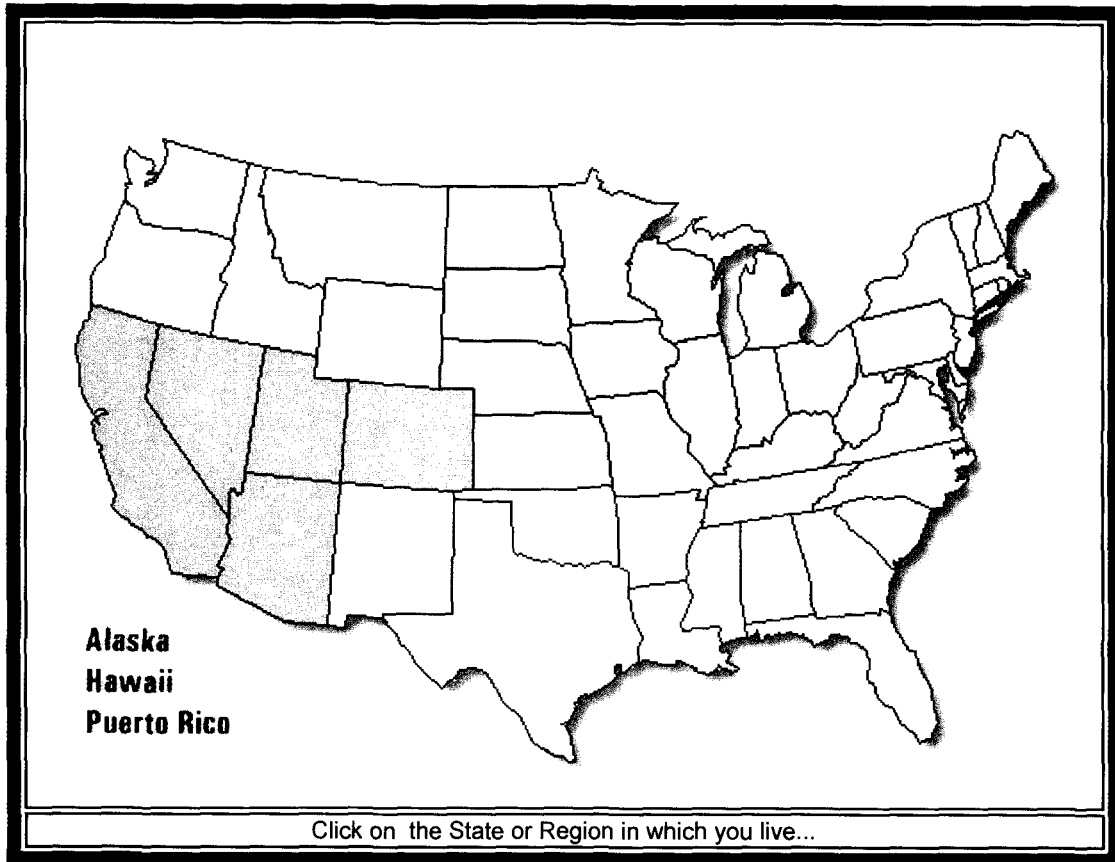 Alaska
Hawaii
Puerto Rico
Click on the State or Region in which you live...